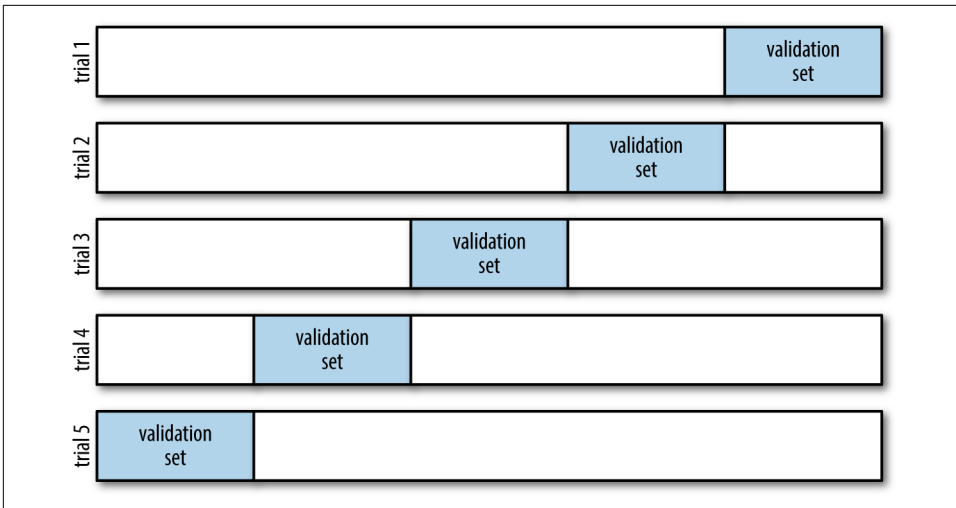 trial 1
validation
set
trial 2
validation
set
trial 3
validation
set
trial 4
validation
set
trial 5
validation
set